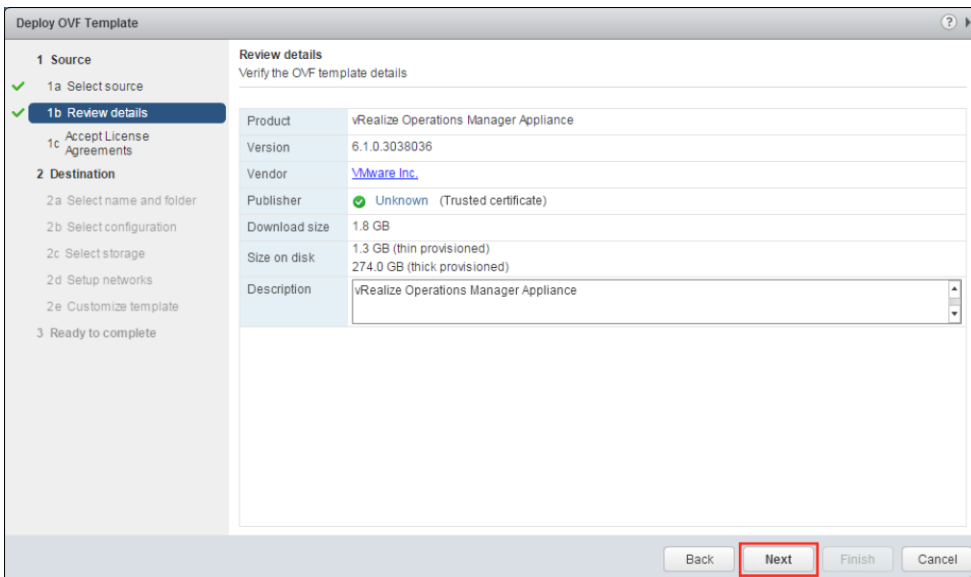 Deploy OVF Template
?
1 Source
1a Select source
1b Review details
1c Accept License
Agreements
2 Destination
2a Select name and folder
2b Select configuration
2c Select storage
2d Setup networks
2e Customize template
3 Ready to complete
Review details
Verify the OVF template details
Product vRealize Operations Manager Appliance
Version 6.1.0.3038036
Vendor VMware Inc.
Publisher Unknown (Trusted certificate)
Download size 1.8 GB
Size on disk 1.3 GB (thin provisioned)
274.0 GB (thick provisioned)
Description vRealize Operations Manager Appliance
Back Next Finish Cancel